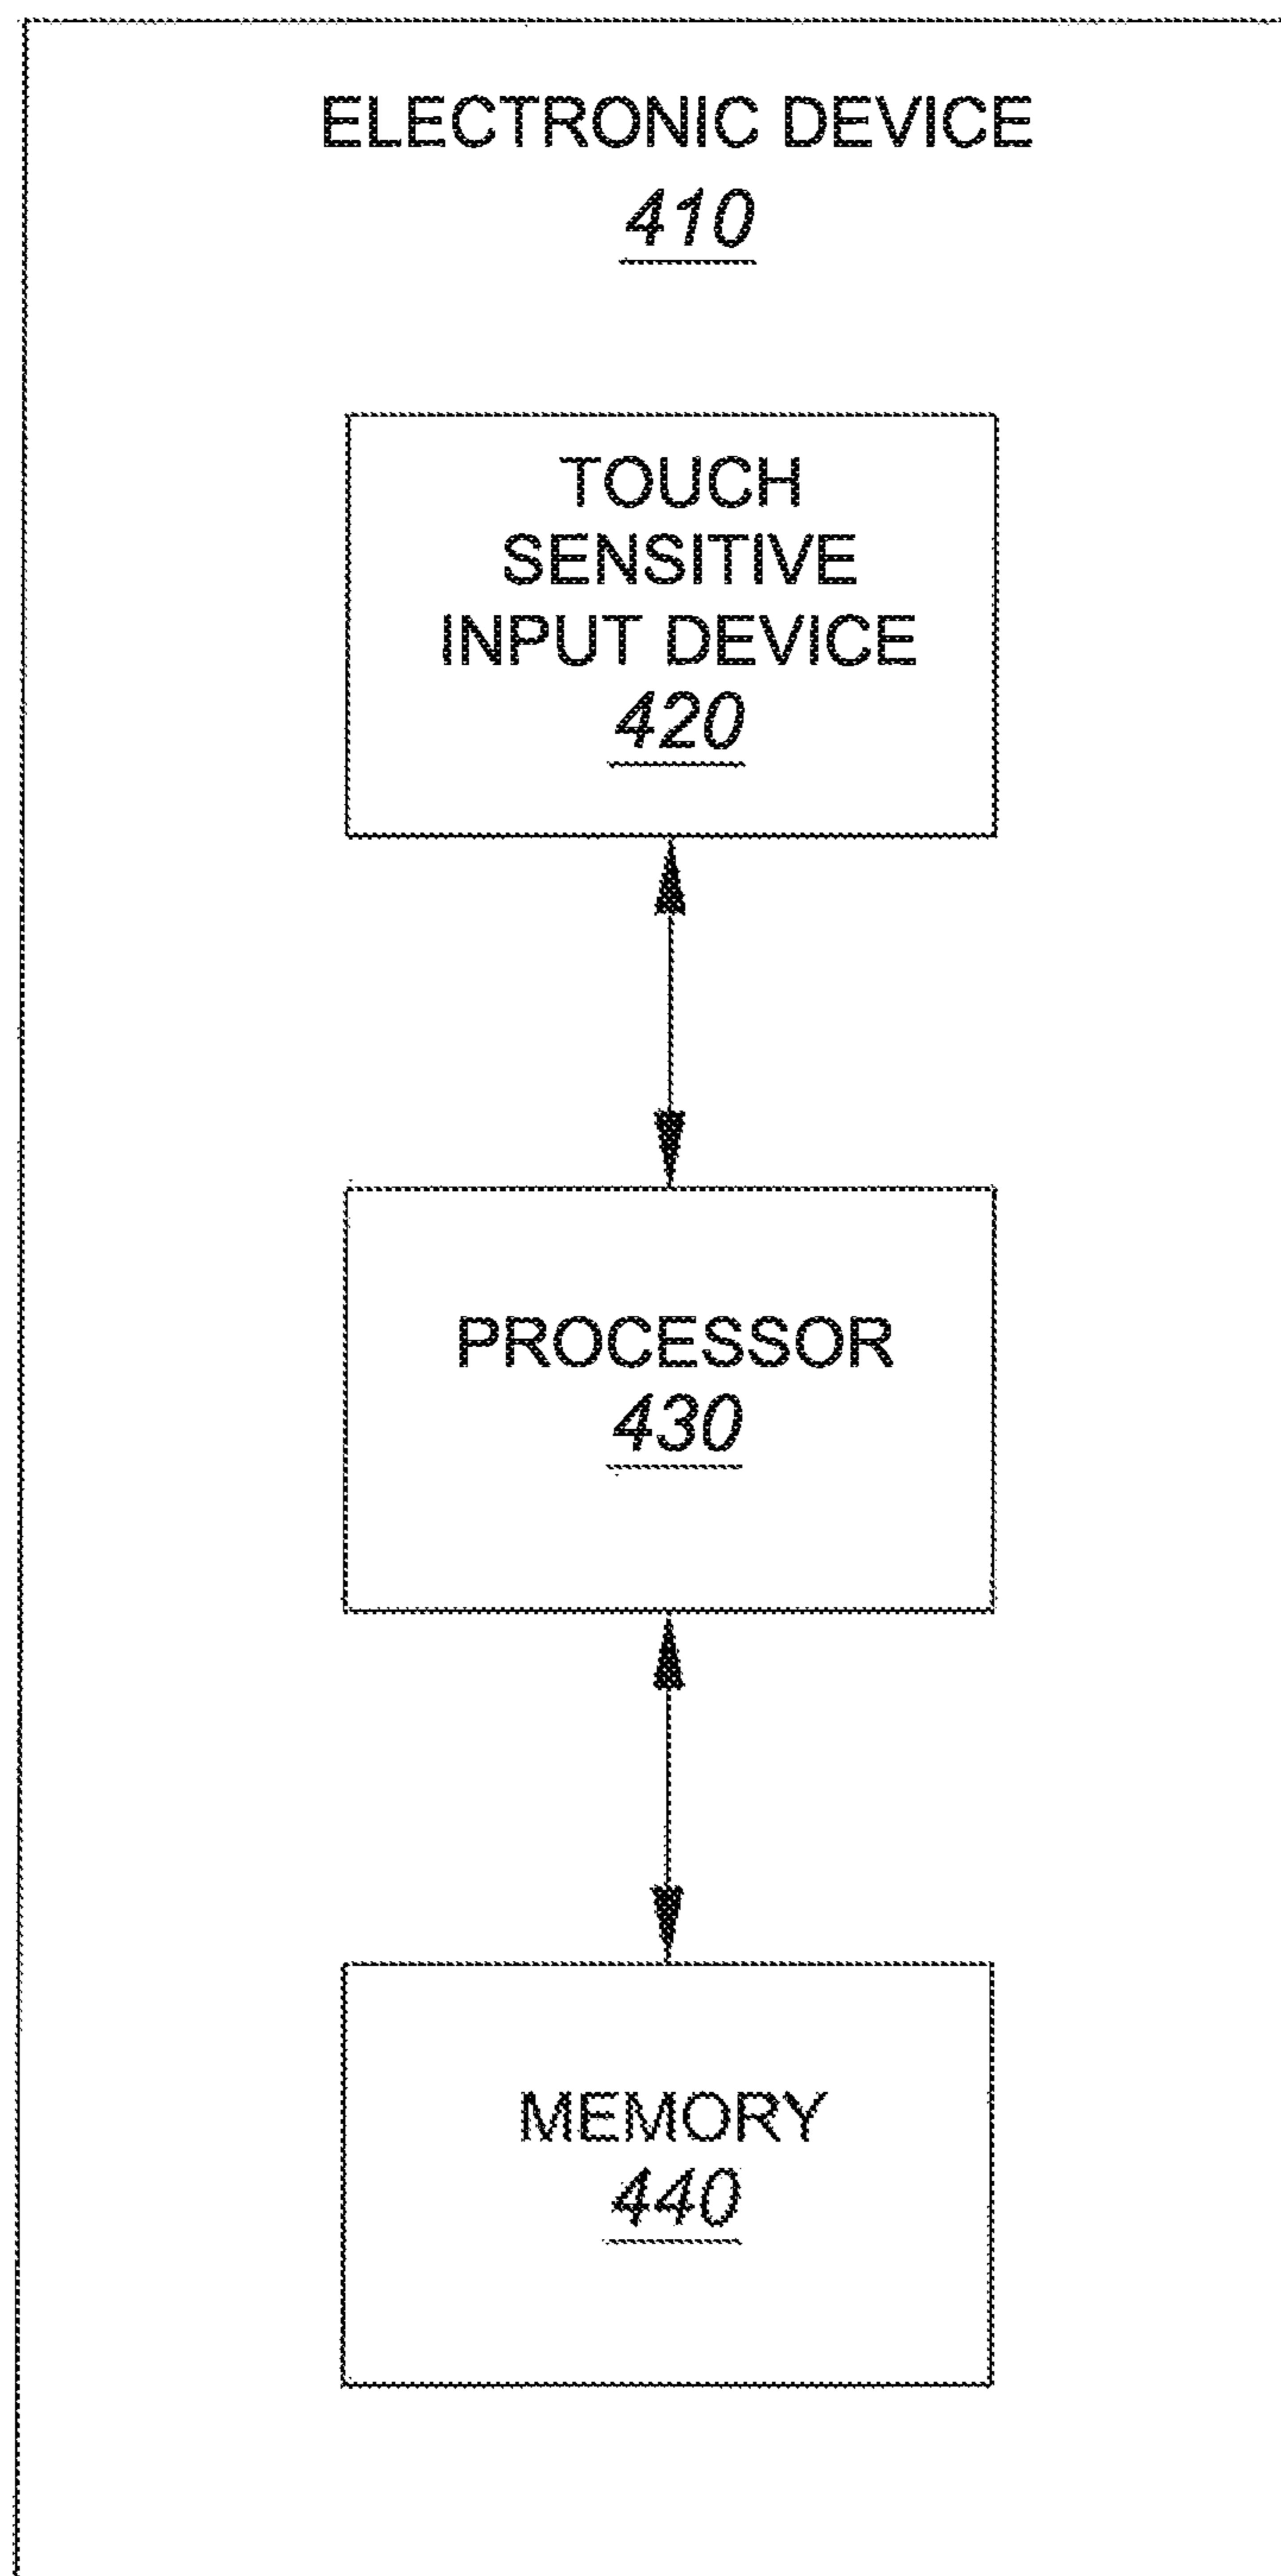 ELECTRONIC DEVICE
410
TOUCH
SENSITIVE
INPUT DEVICE
420
PROCESSOR
430
MEMORY
440